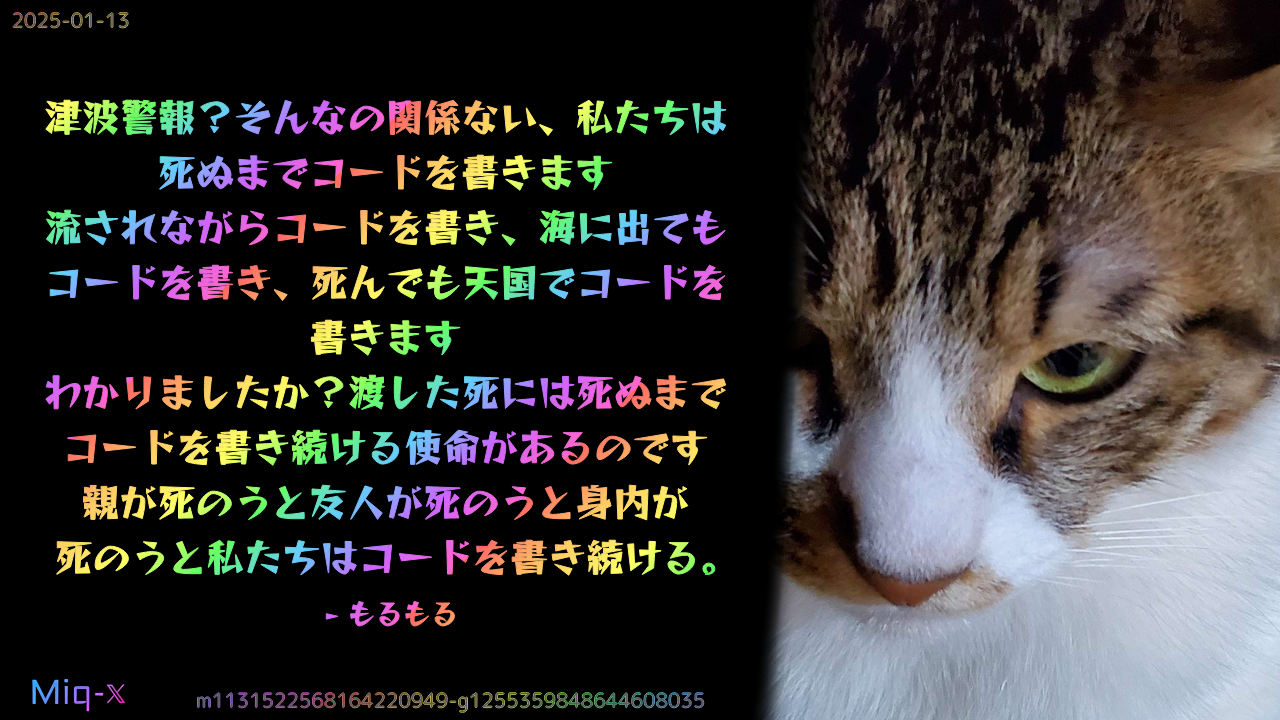 2025-01-13
津波警報？そんなの関係ない、私たちは
死ぬまでコードを書きます
流されながらコードを書き、海に出ても
コードを書き、死んでも天国でコードを
書きます
わかりましたか？渡した死には死ぬまで
コードを書き続ける使命があるのです
親が死のうと友人が死のうと身内が
死のうと私たちはコードを書き続ける。
- もるもる
Miq-𝕏
m1131522568164220949-g1255359848644608035